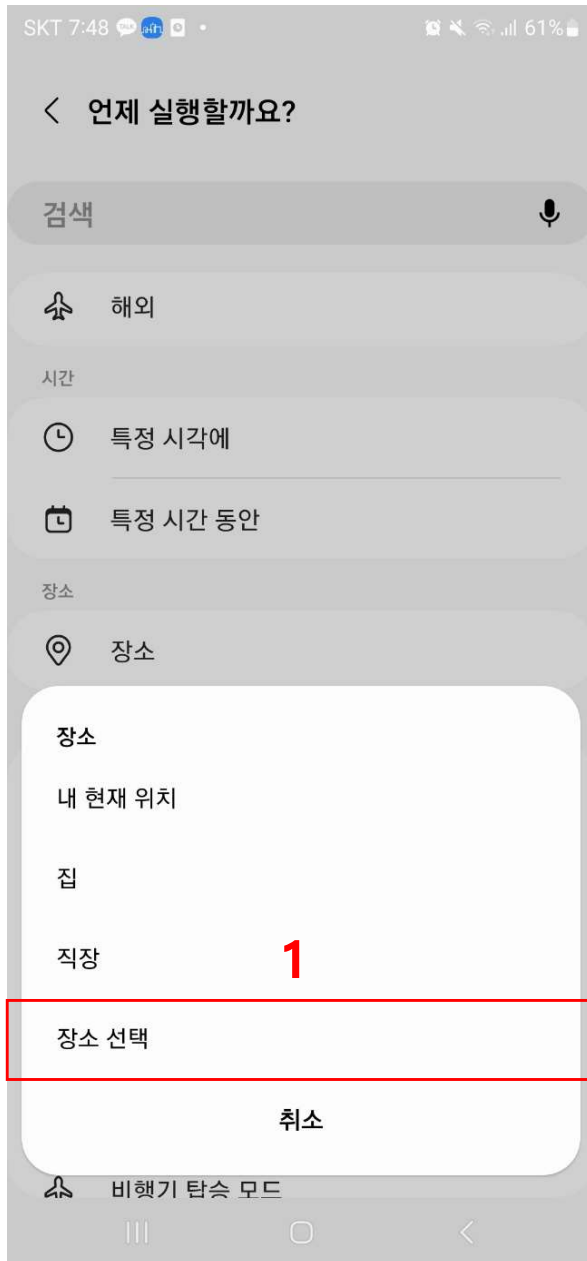 SKT 7:48 61%
언제 실행할까요?
검색
해외
시간
특정 시각에
특정 시간 동안
장소
장소
장소
내 현재 위치
집
직장
1
장소 선택
취소
비행기 탑승 모드